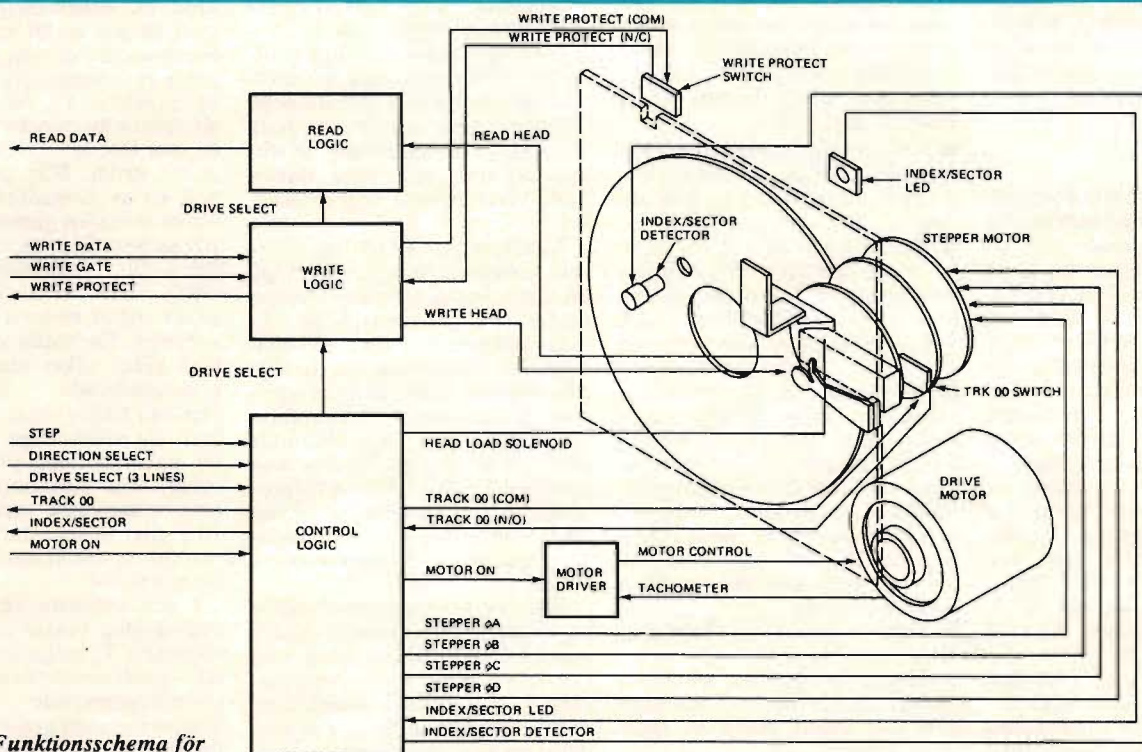 WRITE PROTECT (COM)
WRITE PROTECT (N/C)
WRITE PROTECT
SWITCH
READ DATA
READ
LOGIC
READ HEAD
INDEX/SECTOR
LED
DRIVE SELECT
INDEX/SECTOR
DETECTOR
STEPPER MOTOR
WRITE DATA
WRITE GATE
WRITE PROTECT
WRITE
LOGIC
WRITE HEAD
DRIVE SELECT
TRK 00 SWITCH
STEP
DIRECTION SELECT
DRIVE SELECT (3 LINES)
TRACK 00
INDEX/SECTOR
MOTOR ON
CONTROL
LOGIC
HEAD LOAD SOLENOID
TRACK 00 (COM)
TRACK 00 (N/O)
DRIVE
MOTOR
MOTOR ON
MOTOR
DRIVER
MOTOR CONTROL
TACHOMETER
STEPPER øA
STEPPER øB
STEPPER øC
STEPPER øD
INDEX/SECTOR LED
INDEX/SECTOR DETECTOR
Funktionsschema för